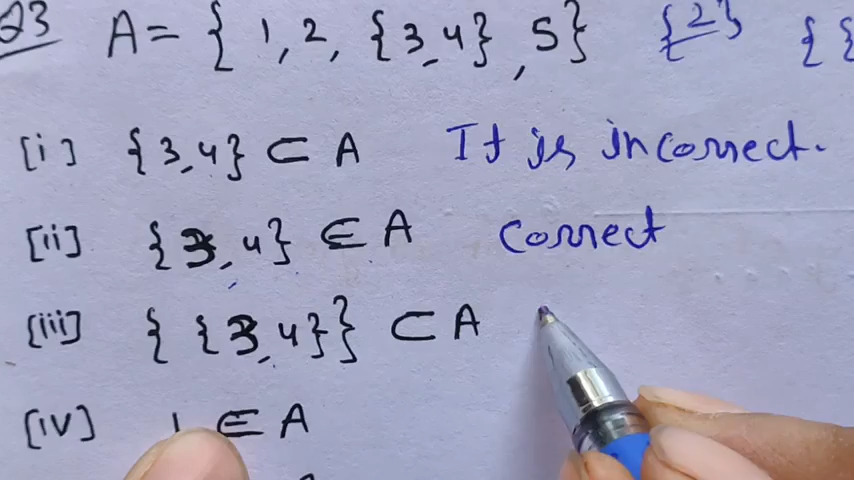 Q3 A = { 1, 2, {3,4}, 5} {2} { {
[i] {3,4} ⊂ A It is incorrect.
[ii] {3,4} ∈ A correct
[iii] { {3,4}} ⊂ A
[iv] 1 ∈ A